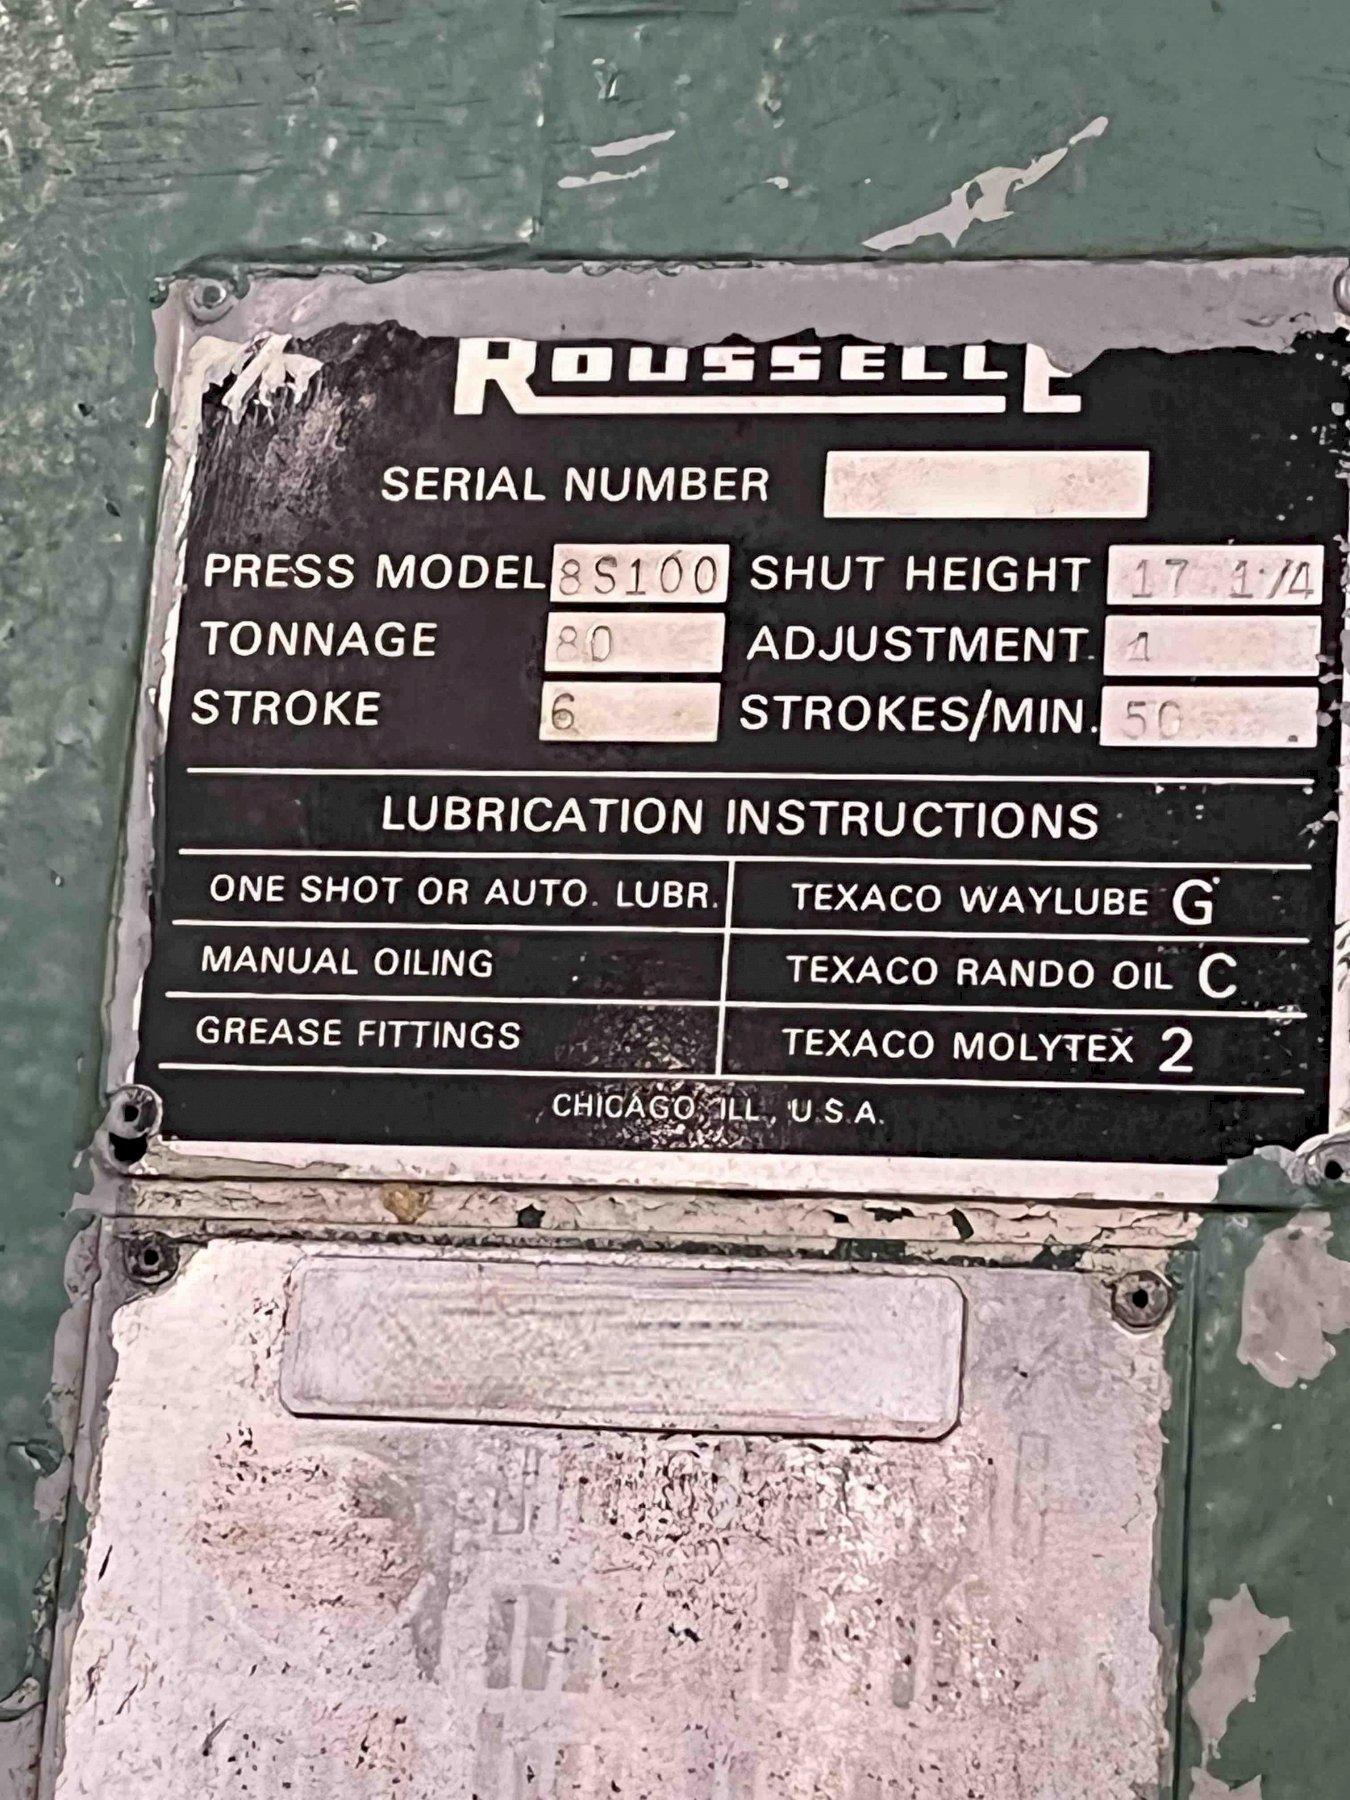 ROUSSELLE
SERIAL NUMBER
PRESS MODEL 8S100 SHUT HEIGHT 17 1/4
TONNAGE 80 ADJUSTMENT 1
STROKE 6 STROKES/MIN. 50
LUBRICATION INSTRUCTIONS
ONE SHOT OR AUTO. LUBR. TEXACO WAYLUBE G
MANUAL OILING TEXACO RANDO OIL C
GREASE FITTINGS TEXACO MOLYTEX 2
CHICAGO, ILL., U.S.A.